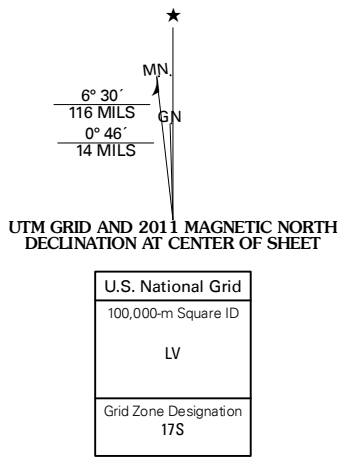 ★
MN.
6° 30´
116 MILS
GN
0° 46´
14 MILS
UTM GRID AND 2011 MAGNETIC NORTH
DECLINATION AT CENTER OF SHEET
U.S. National Grid
100,000-m Square ID
LV
Grid Zone Designation
17S